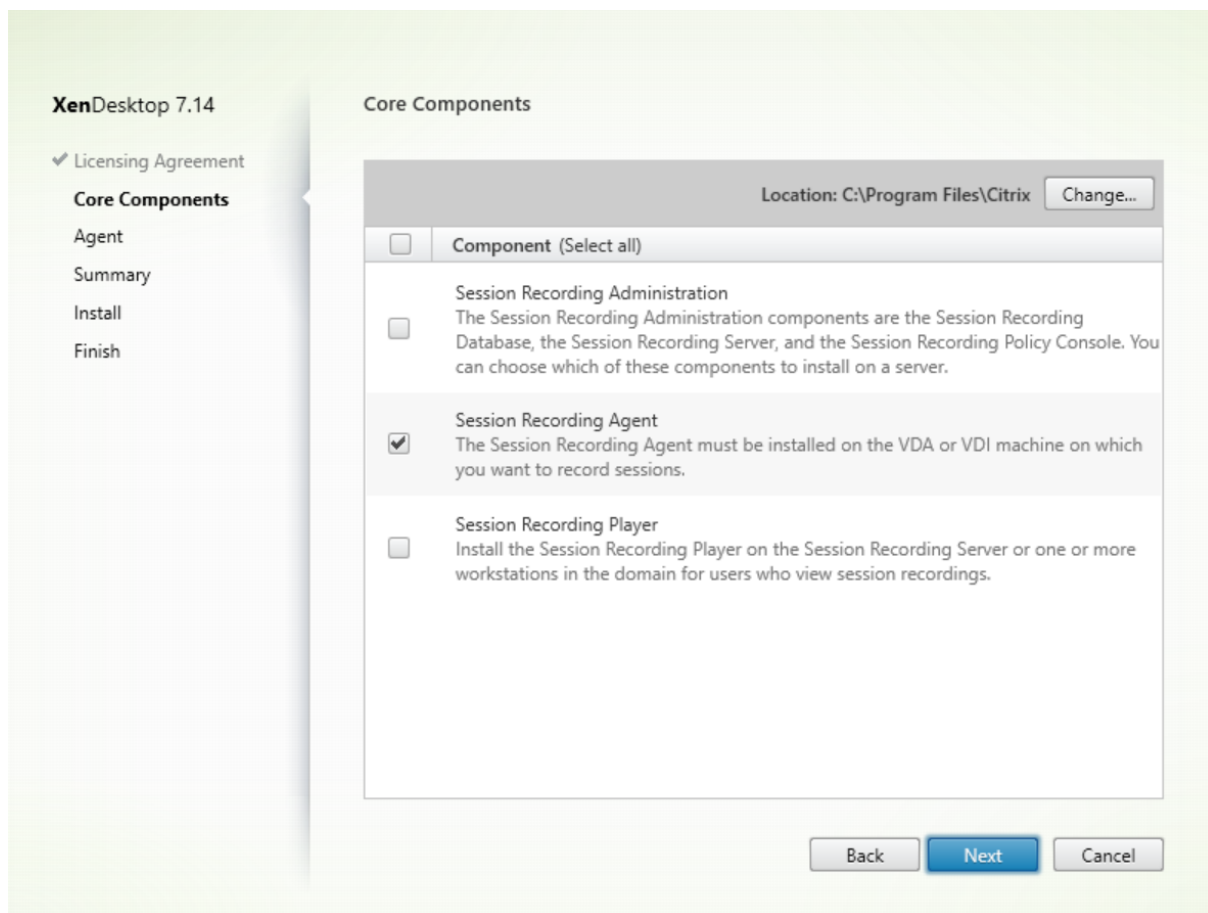 XenDesktop 7.14
Licensing Agreement
Core Components
Agent
Summary
Install
Finish
Core Components
Location: C:\Program Files\Citrix
Change...
Component (Select all)
Session Recording Administration
The Session Recording Administration components are the Session Recording
Database, the Session Recording Server, and the Session Recording Policy Console. You
can choose which of these components to install on a server.
Session Recording Agent
The Session Recording Agent must be installed on the VDA or VDI machine on which
you want to record sessions.
Session Recording Player
Install the Session Recording Player on the Session Recording Server or one or more
workstations in the domain for users who view session recordings.
Back
Next
Cancel